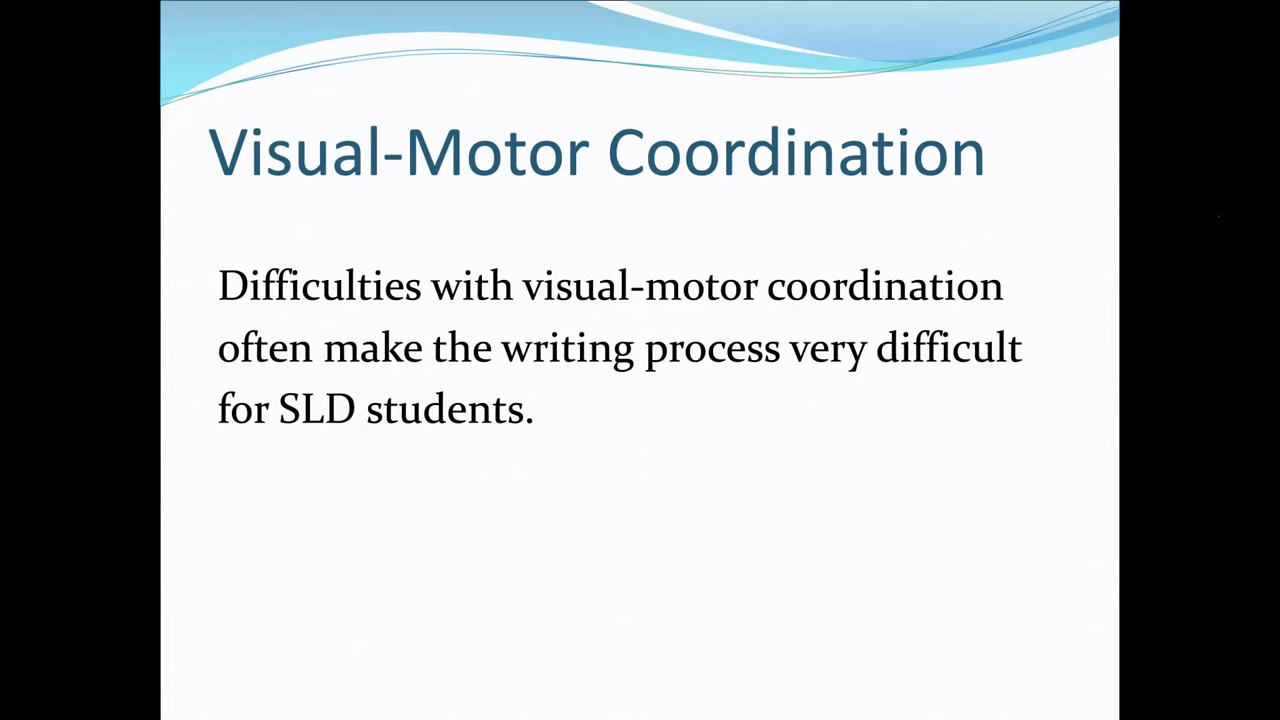 Visual-Motor Coordination
Difficulties with visual-motor coordination
often make the writing process very difficult
for SLD students.